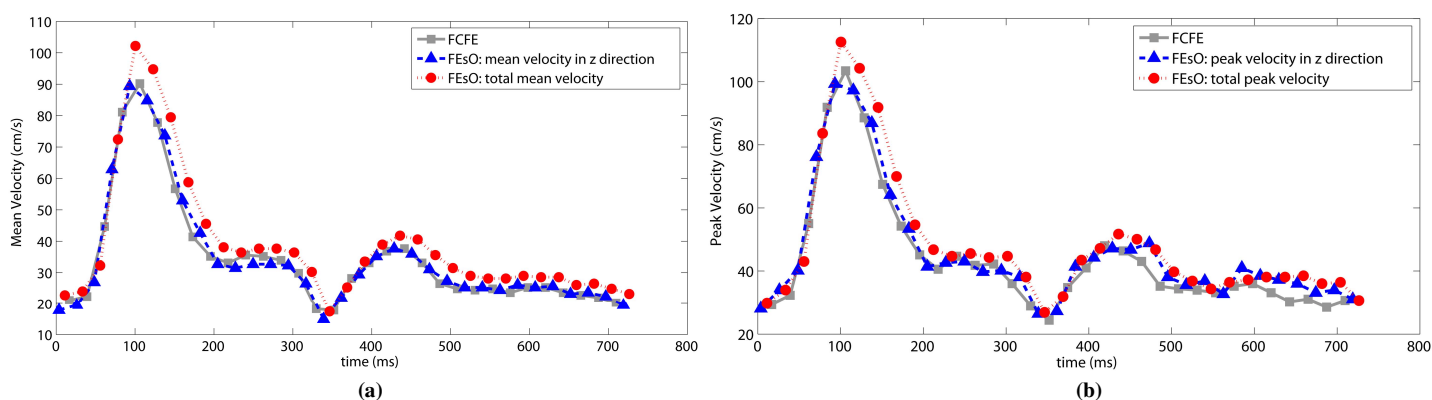 110
100
90
80
70
60
50
40
30
20
10
Mean Velocity (cm/s)
FCFE
FEsO: mean velocity in z direction
FEsO: total mean velocity
0 100 200 300 400 500 600 700 800
time (ms)
(a)
120
100
80
60
40
20
Peak Velocity (cm/s)
FCFE
FEsO: peak velocity in z direction
FEsO: total peak velocity
0 100 200 300 400 500 600 700 800
time (ms)
(b)